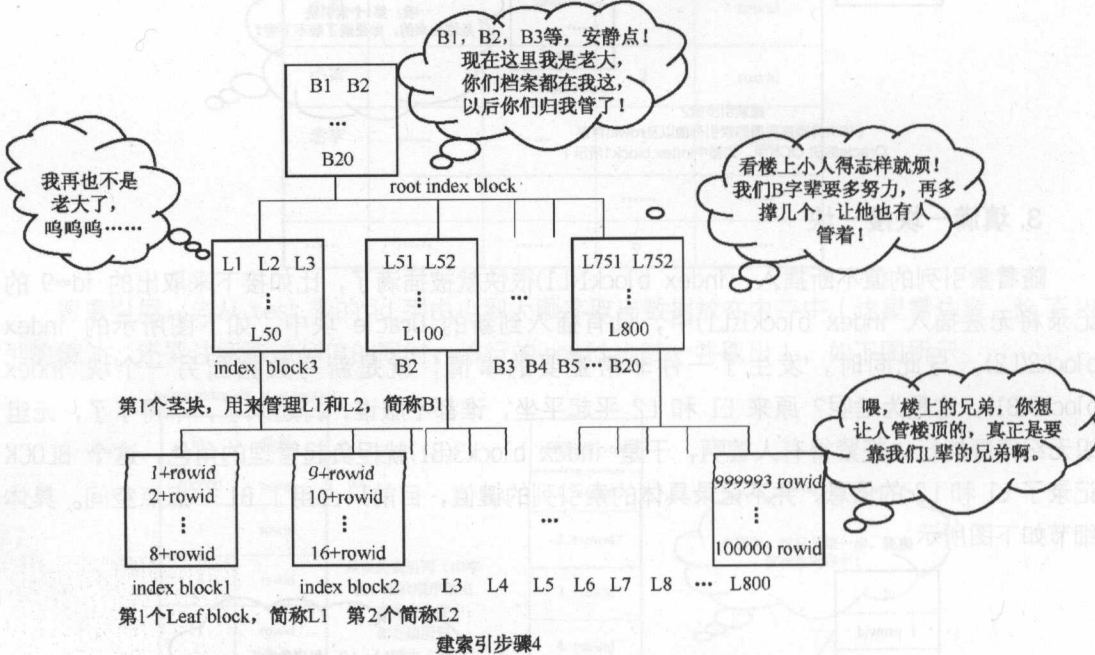 B1，B2，B3等，安静点！
现在这里我是老大，
你们档案都在我这，
以后你们归我管了！
B1 B2
...
B20
root index block
我再也不是
老大了，
呜呜呜……
看楼上小人得志样就烦！
我们B字辈要多努力，再多
撑几个，让他也有人
管着！
L1 L2 L3
⋮
L50
L51 L52
⋮
L100
...
L751 L752
⋮
L800
index block3
B2 B3 B4 B5… B20
第1个茎块，用来管理L1和L2，简称B1
喂，楼上的兄弟，你想
让人管楼顶的，真正是要
靠我们L辈的兄弟啊。
1+rowid
2+rowid
⋮
8+rowid
9+rowid
10+rowid
⋮
16+rowid
...
999993 rowid
⋮
100000 rowid
index block1 index block2 L3 L4 L5 L6 L7 L8 … L800
第1个Leaf block，简称L1 第2个简称L2
建索引步骤4